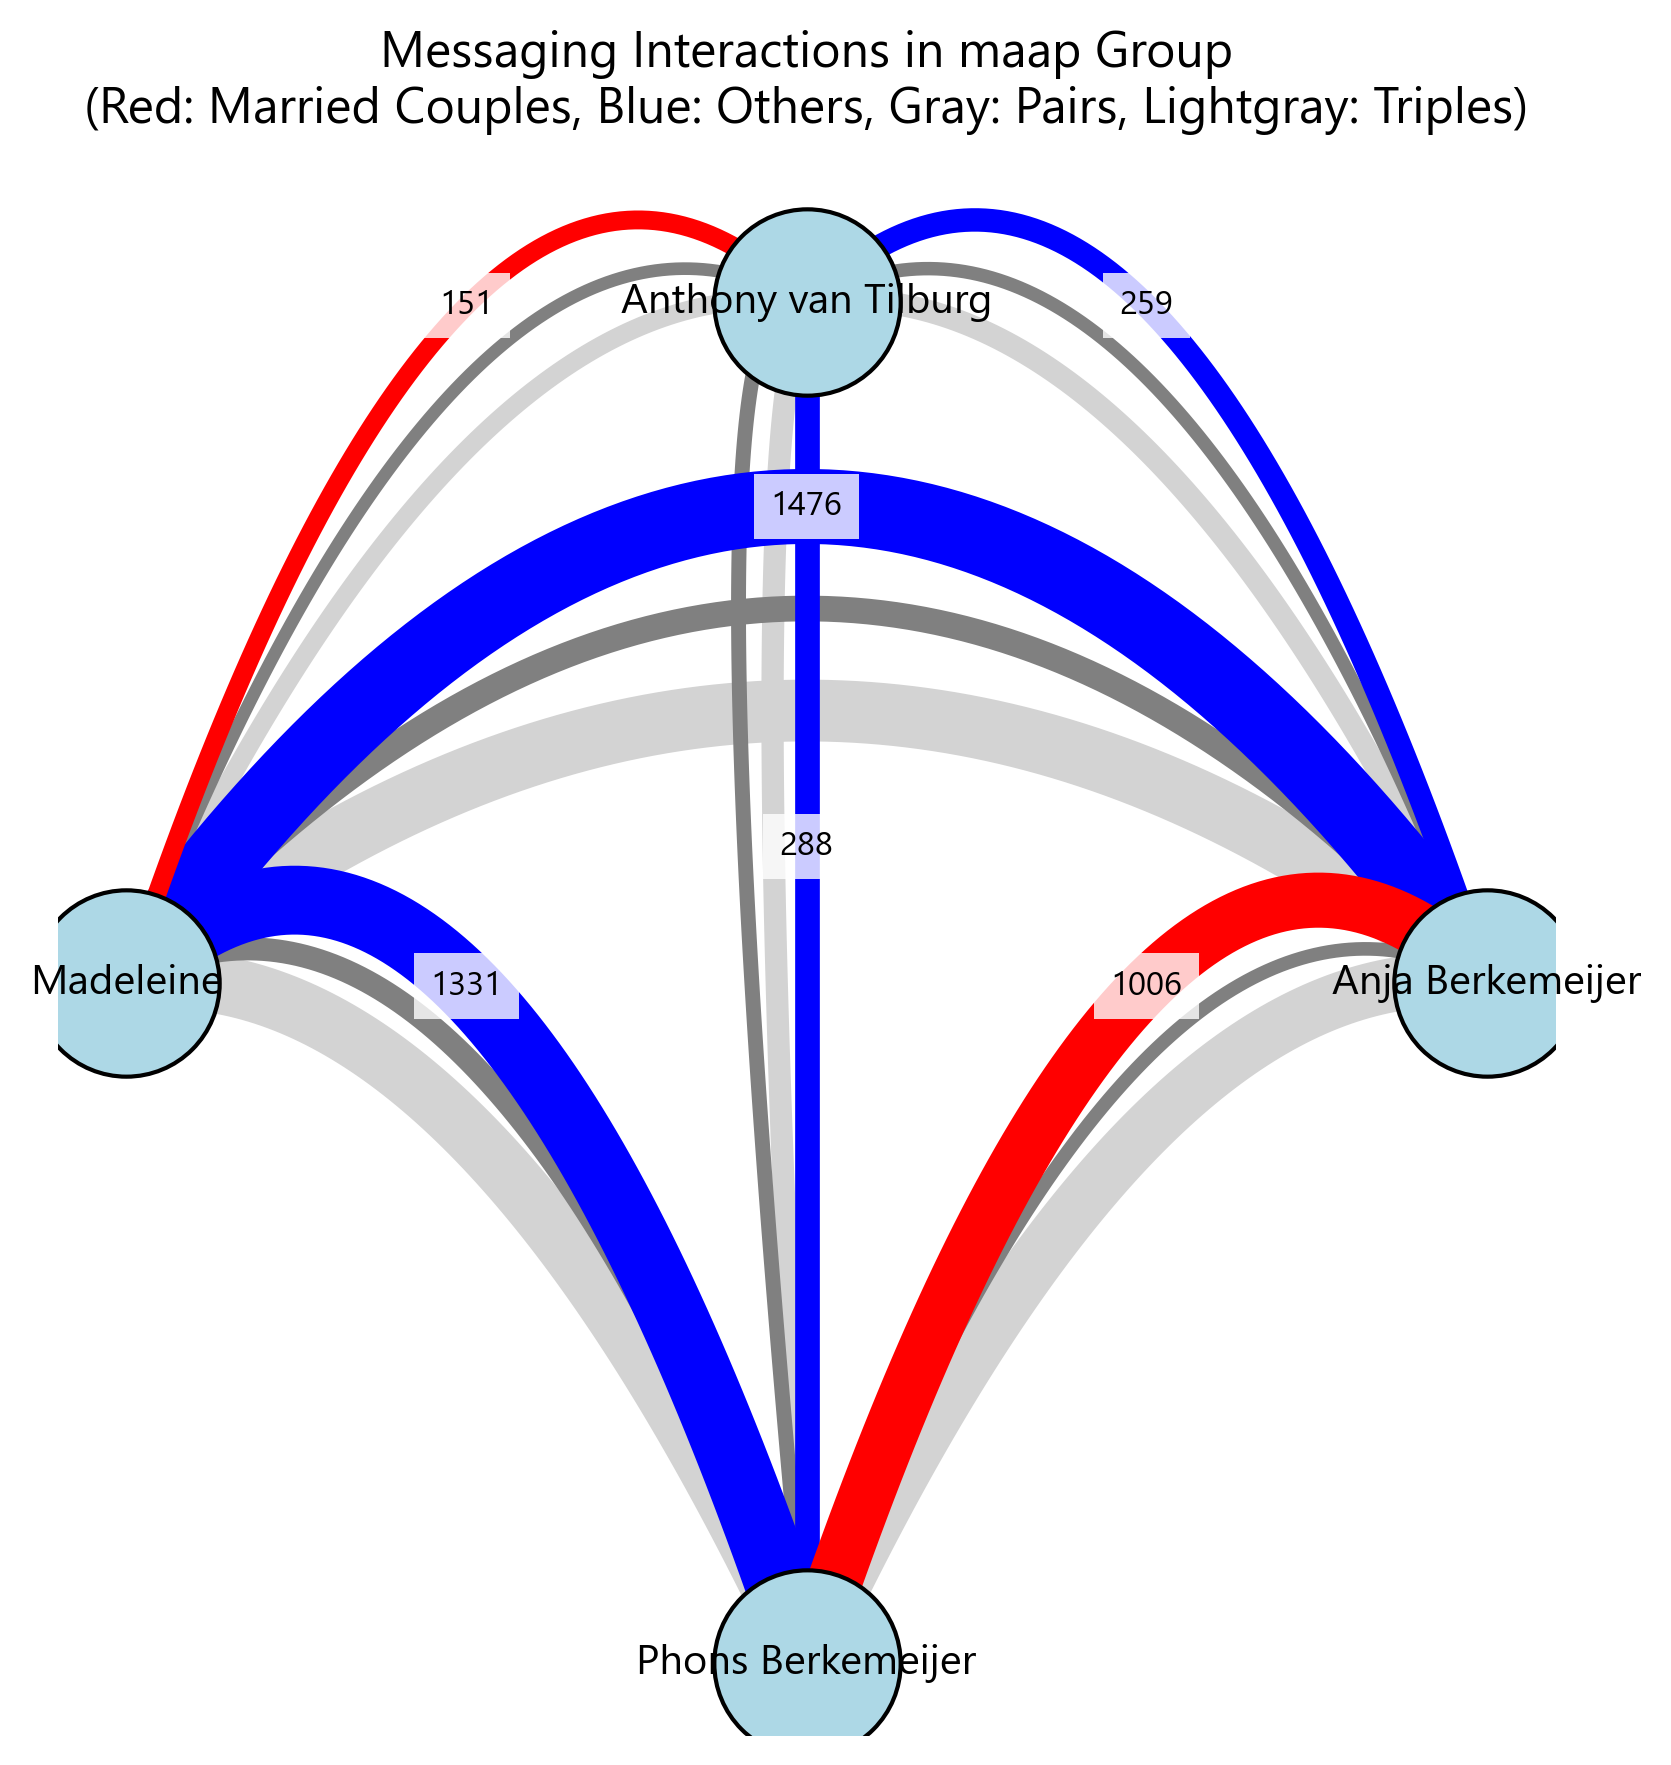 Messaging Interactions in maap Group
(Red: Married Couples, Blue: Others, Gray: Pairs, Lightgray: Triples)
151
Anthony van Tilburg
259
1476
288
Madeleine
1331
1006
Anja Berkemeijer
Phons Berkemeijer